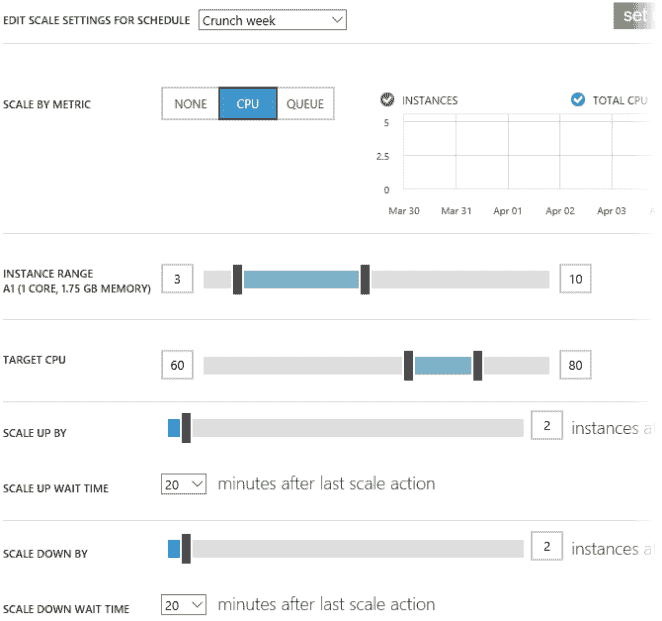 EDIT SCALE SETTINGS FOR SCHEDULE Crunch week set
SCALE BY METRIC NONE CPU QUEUE INSTANCES TOTAL CPU
5
2.5
0
Mar 30 Mar 31 Apr 01 Apr 02 Apr 03
INSTANCE RANGE
A1 (1 CORE, 1.75 GB MEMORY) 3 10
TARGET CPU 60 80
SCALE UP BY 2 instances
SCALE UP WAIT TIME 20 minutes after last scale action
SCALE DOWN BY 2 instances
SCALE DOWN WAIT TIME 20 minutes after last scale action